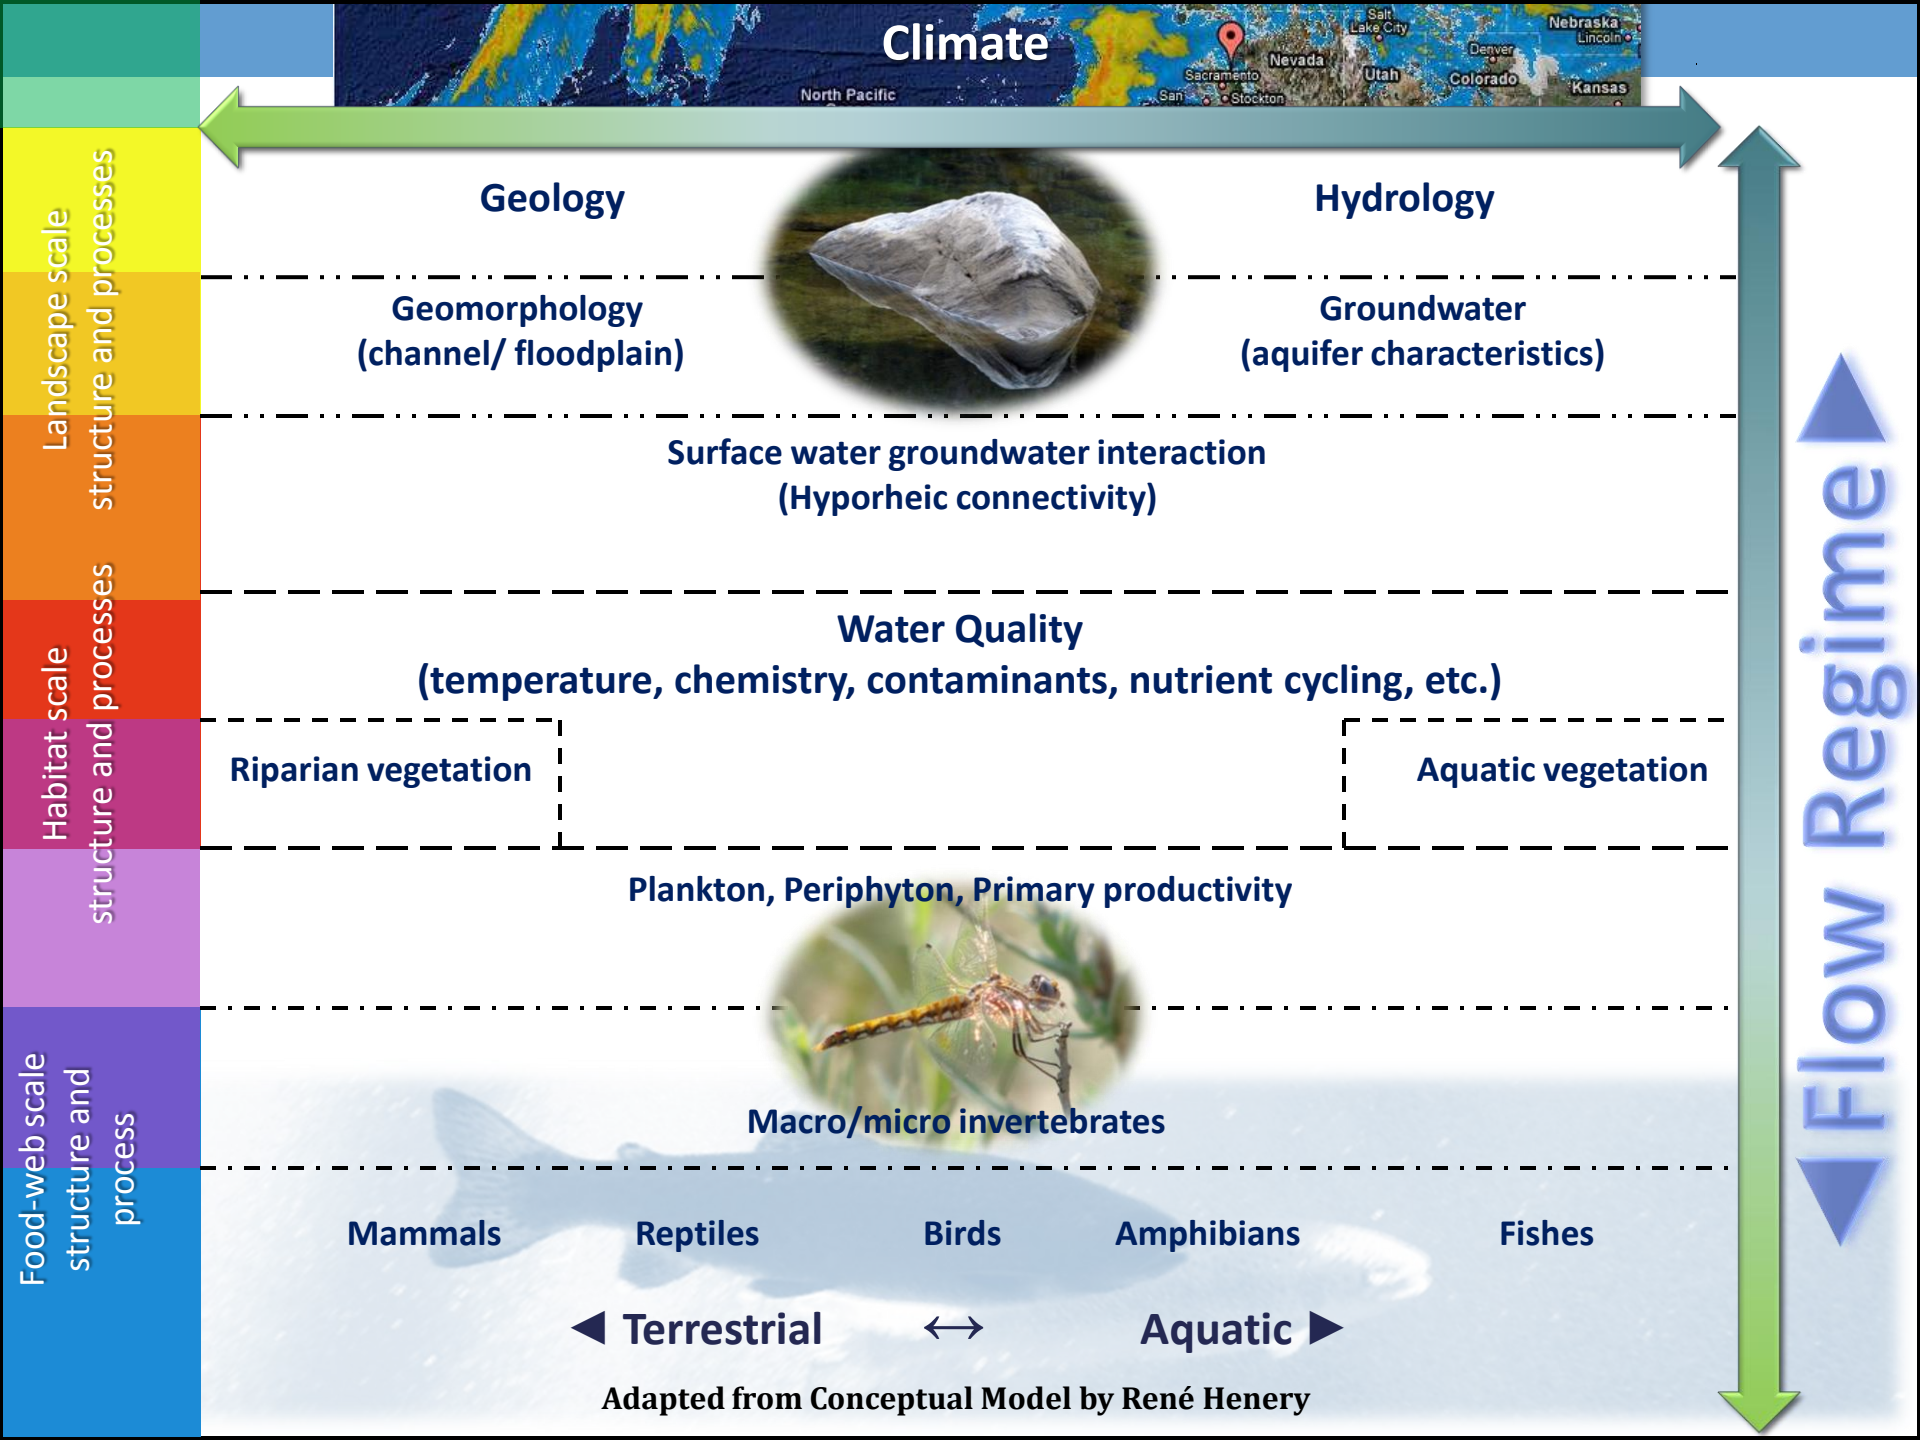 Climate
Salt
Lake City
Nebraska
Lincoln
Denver
Nevada
Sacramento
Utah
Colorado
Kansas
North Pacific
San
Stockton
Geology
Hydrology
Landscape scale
structure and processes
Geomorphology
(channel/ floodplain)
Groundwater
(aquifer characteristics)
Surface water groundwater interaction
(Hyporheic connectivity)
Habitat scale
structure and processes
Water Quality
(temperature, chemistry, contaminants, nutrient cycling, etc.)
Riparian vegetation
Aquatic vegetation
Plankton, Periphyton, Primary productivity
Food-web scale
structure and
process
Macro/micro invertebrates
Mammals
Reptiles
Birds
Amphibians
Fishes
◄ Terrestrial ↔ Aquatic ►
Adapted from Conceptual Model by René Henery
◄Flow Regime►